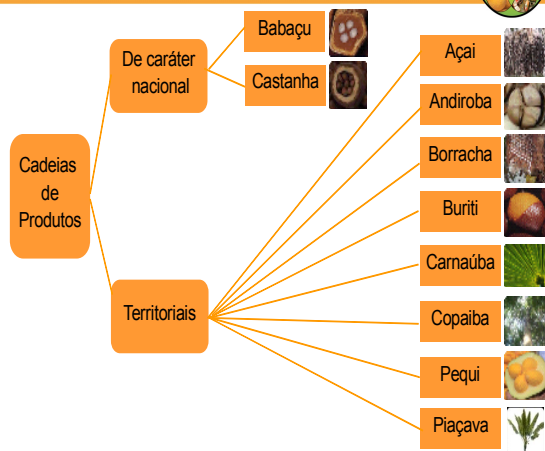 Cadeias
de
Produtos
De caráter
nacional
Babaçu
Castanha
Territoriais
Açai
Andiroba
Borracha
Buriti
Carnaúba
Copaiba
Pequi
Piaçava